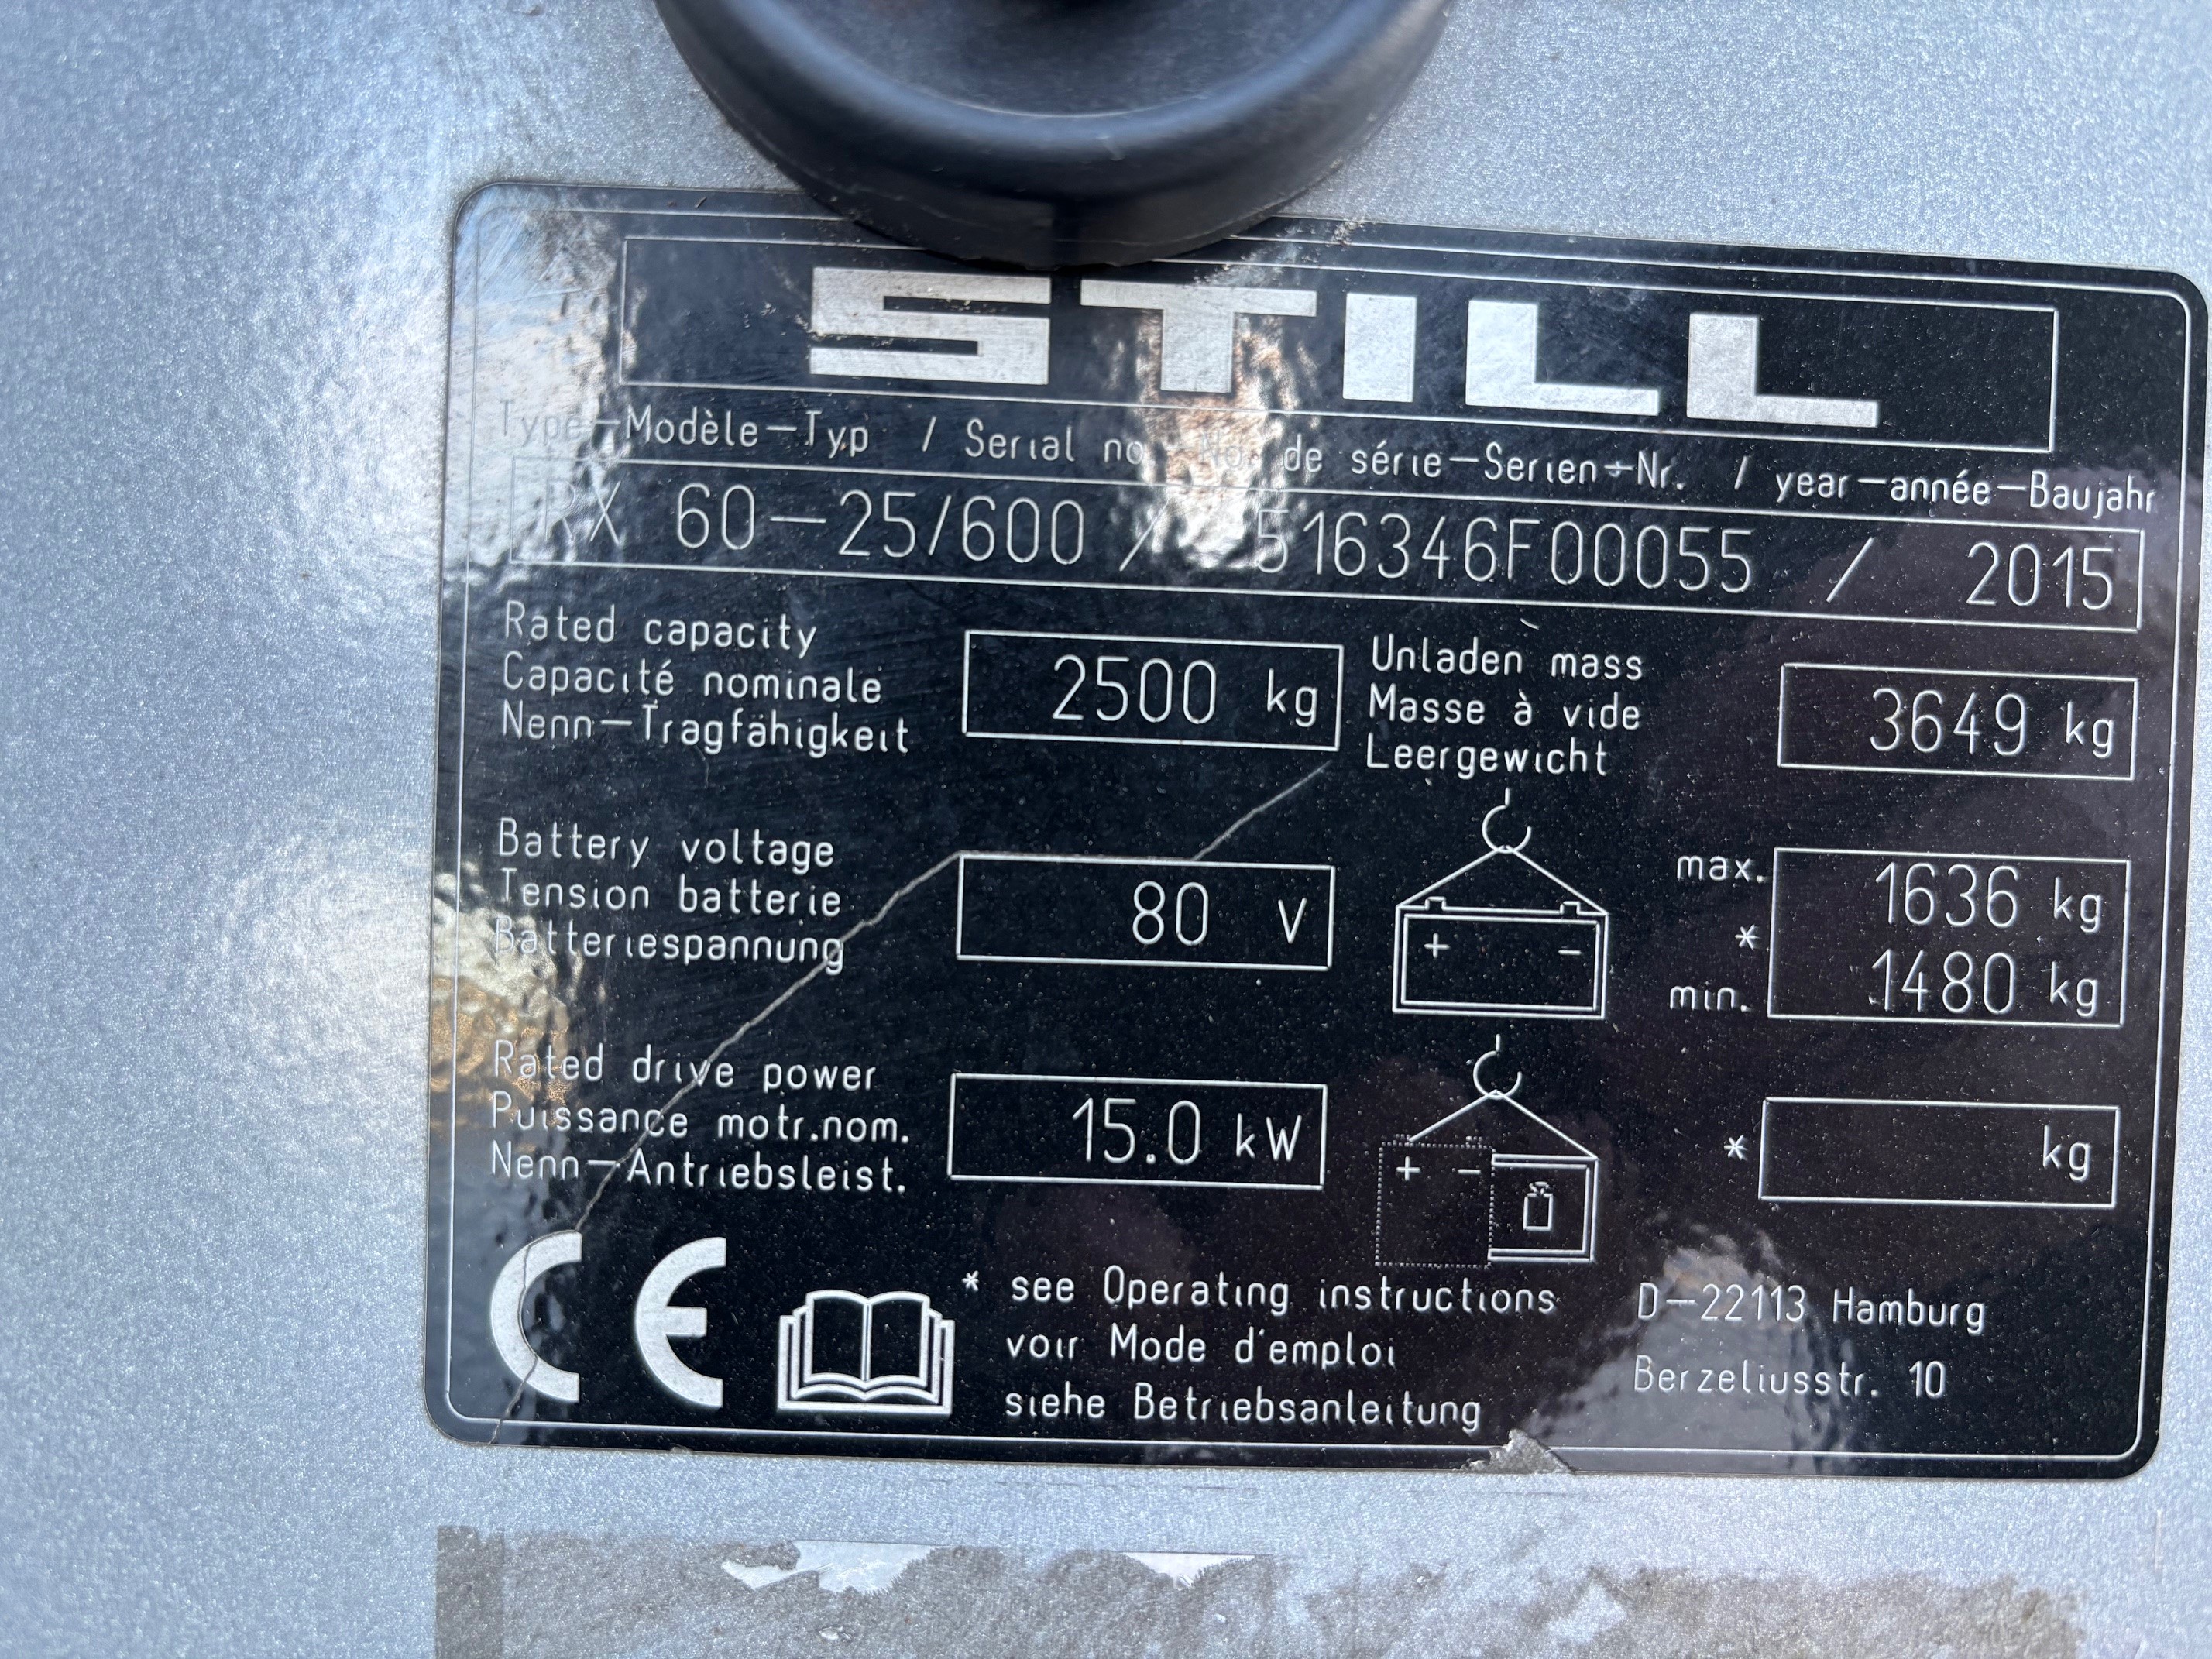 STILL
Type-Modèle-Typ / Serial no. No. de série-Serien-Nr. / year-année-Baujahr
RX 60-25/600 / 516346F00055 / 2015
Rated capacity
Capacité nominale
Nenn-Tragfähigkeit
2500 kg
Unladen mass
Masse à vide
Leergewicht
3649 kg
Battery voltage
Tension batterie
Batteriespannung
80 V
+ -
max. 1636 kg
*
min. 1480 kg
Rated drive power
Puissance motr.nom.
Nenn-Antriebsleist.
15.0 kW
+ -
* kg
CE
* see Operating instructions
voir Mode d'emploi
siehe Betriebsanleitung
D-22113 Hamburg
Berzeliusstr. 10